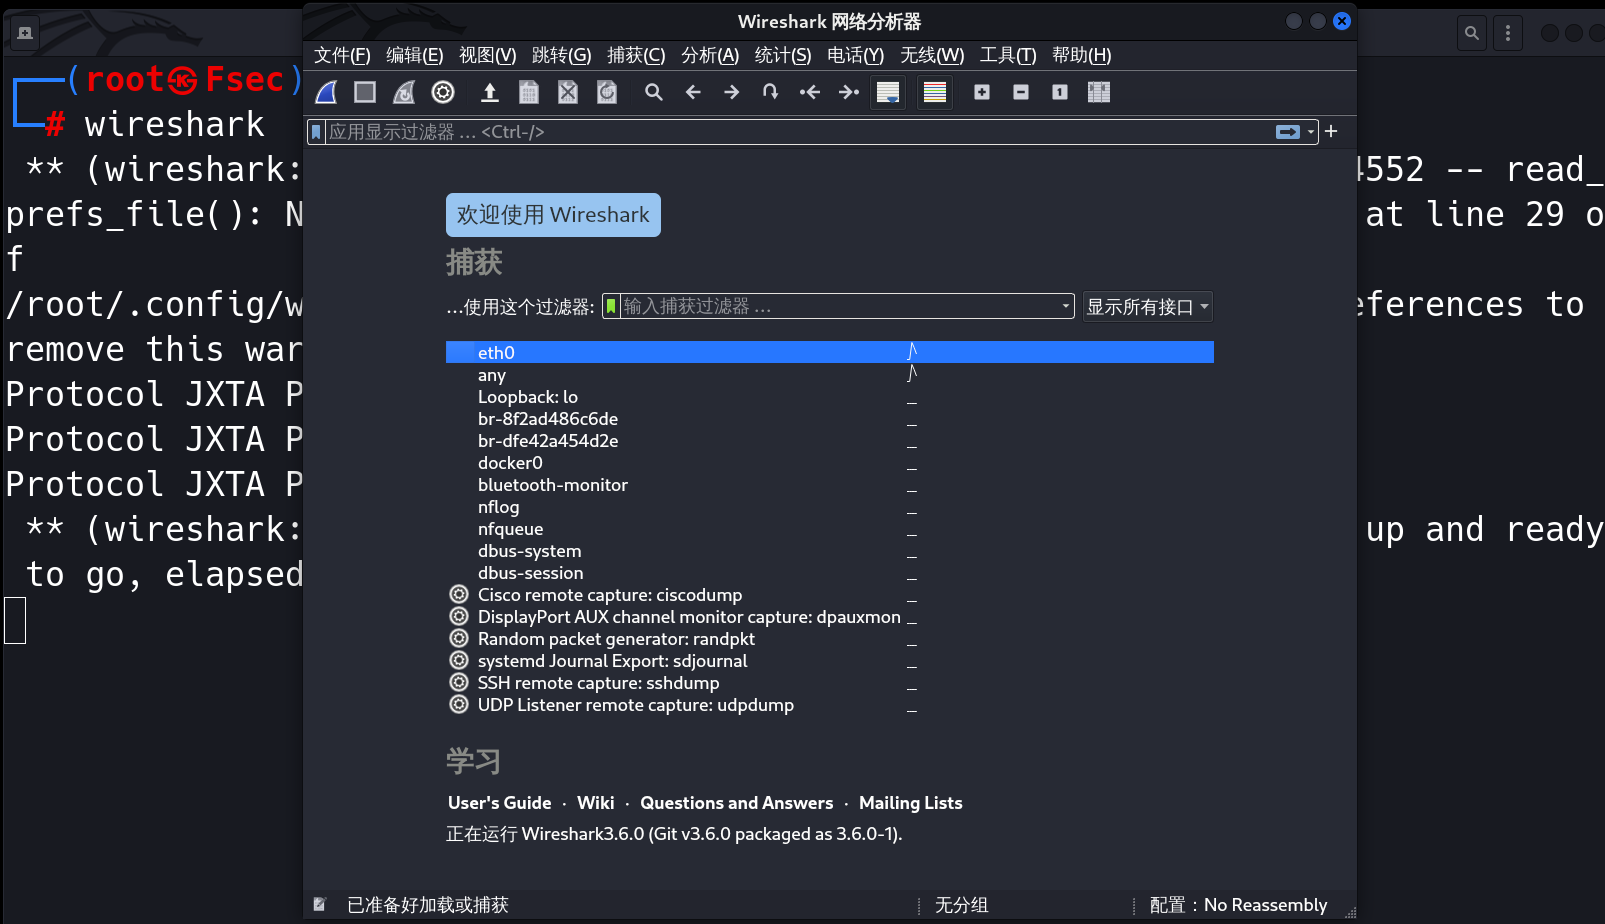 Wireshark 网络分析器
文件(F) 编辑(E) 视图(V) 跳转(G) 捕获(C) 分析(A) 统计(S) 电话(Y) 无线(W) 工具(T) 帮助(H)
应用显示过滤器 … <Ctrl-/>
欢迎使用 Wireshark
捕获
…使用这个过滤器: 输入捕获过滤器 … 显示所有接口
eth0
any
Loopback: lo
br-8f2ad486c6de
br-dfe42a454d2e
docker0
bluetooth-monitor
nflog
nfqueue
dbus-system
dbus-session
Cisco remote capture: ciscodump
DisplayPort AUX channel monitor capture: dpauxmon
Random packet generator: randpkt
systemd Journal Export: sdjournal
SSH remote capture: sshdump
UDP Listener remote capture: udpdump
学习
User's Guide · Wiki · Questions and Answers · Mailing Lists
正在运行 Wireshark3.6.0 (Git v3.6.0 packaged as 3.6.0-1).
已准备好加载或捕获 无分组 配置：No Reassembly
(root㉿Fsec)
# wireshark
** (wireshark: 4552 -- read_
prefs_file(): N at line 29 o
f
/root/.config/w eferences to
remove this war
Protocol JXTA P
Protocol JXTA P
Protocol JXTA P
** (wireshark: up and ready
to go, elapsed